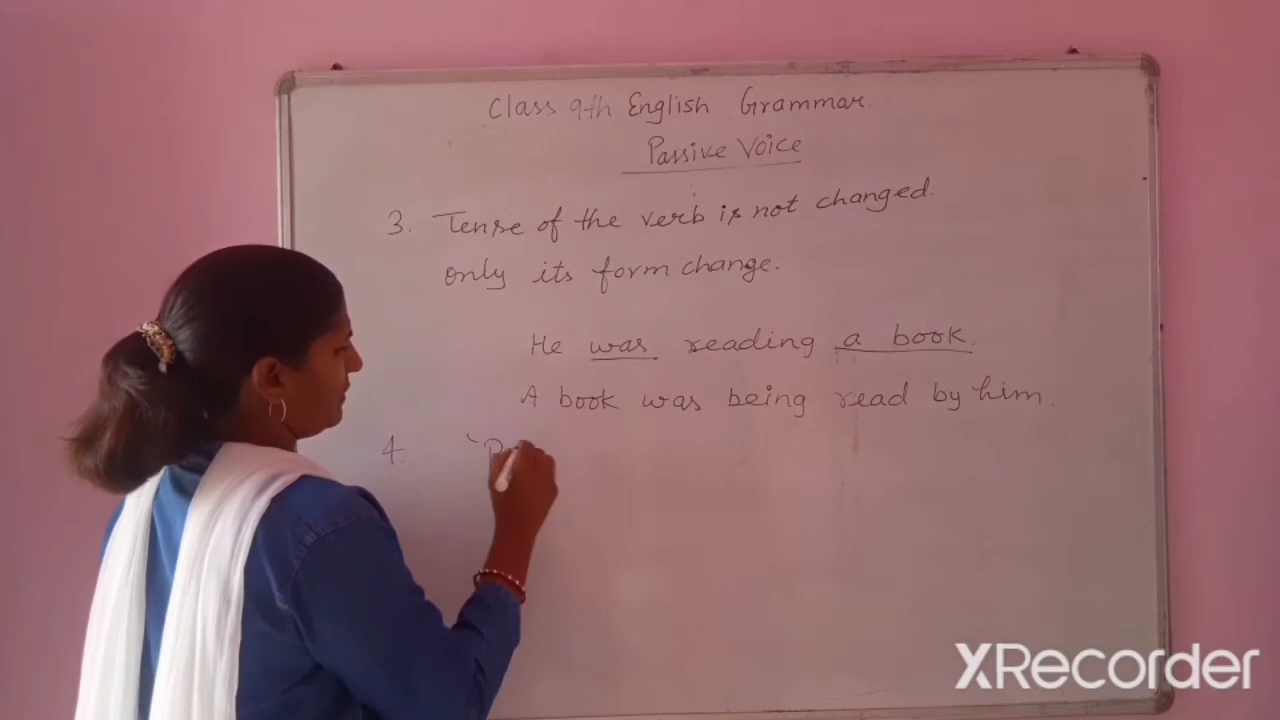 Class 9th English Grammar.
Passive Voice
3. Tense of the verb is not changed.
only its form change.
He was reading a book.
A book was being read by him.
4.
XRecorder